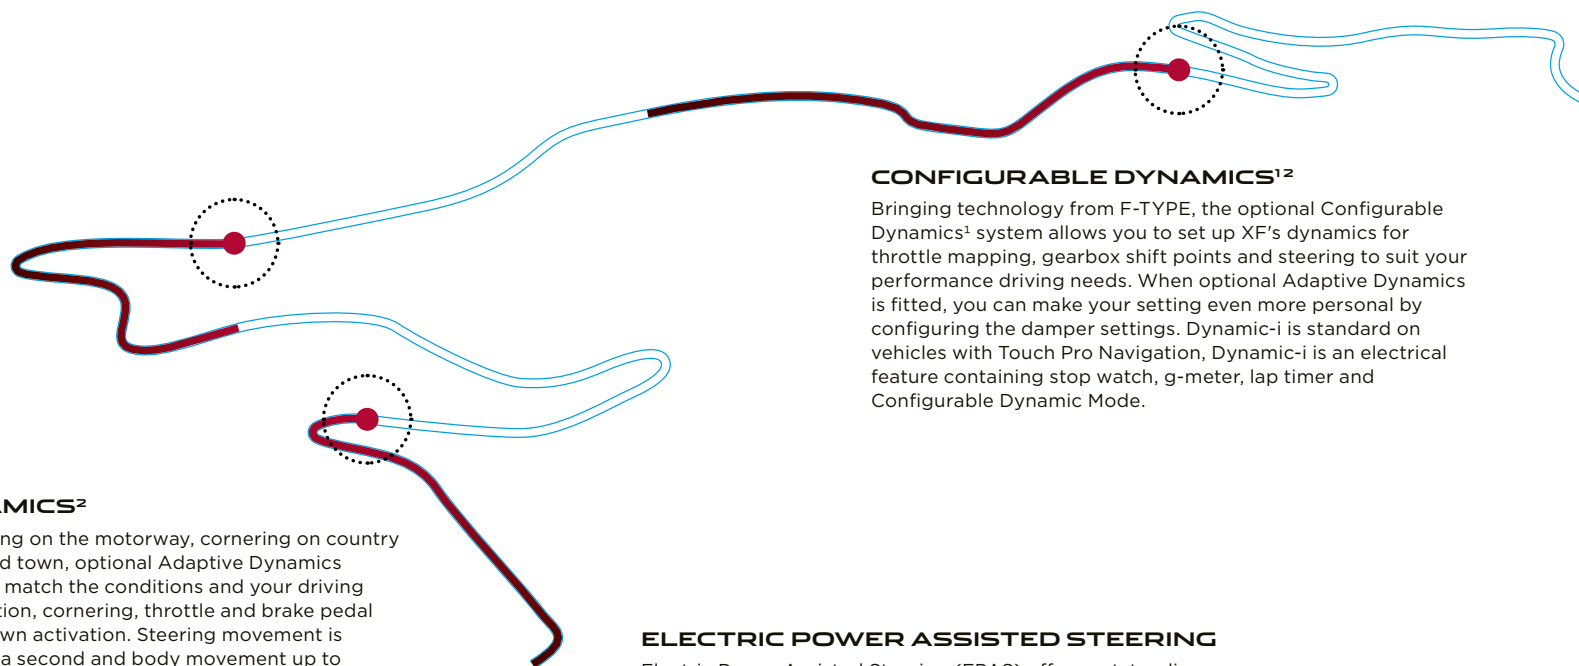 CONFIGURABLE DYNAMICS¹²
Bringing technology from F-TYPE, the optional Configurable
Dynamics¹ system allows you to set up XF's dynamics for
throttle mapping, gearbox shift points and steering to suit your
performance driving needs. When optional Adaptive Dynamics
is fitted, you can make your setting even more personal by
configuring the damper settings. Dynamic-i is standard on
vehicles with Touch Pro Navigation, Dynamic-i is an electrical
feature containing stop watch, g-meter, lap timer and
Configurable Dynamic Mode.
AMICS²
ng on the motorway, cornering on country
d town, optional Adaptive Dynamics
match the conditions and your driving
tion, cornering, throttle and brake pedal
wn activation. Steering movement is
a second and body movement up to
ELECTRIC POWER ASSISTED STEERING